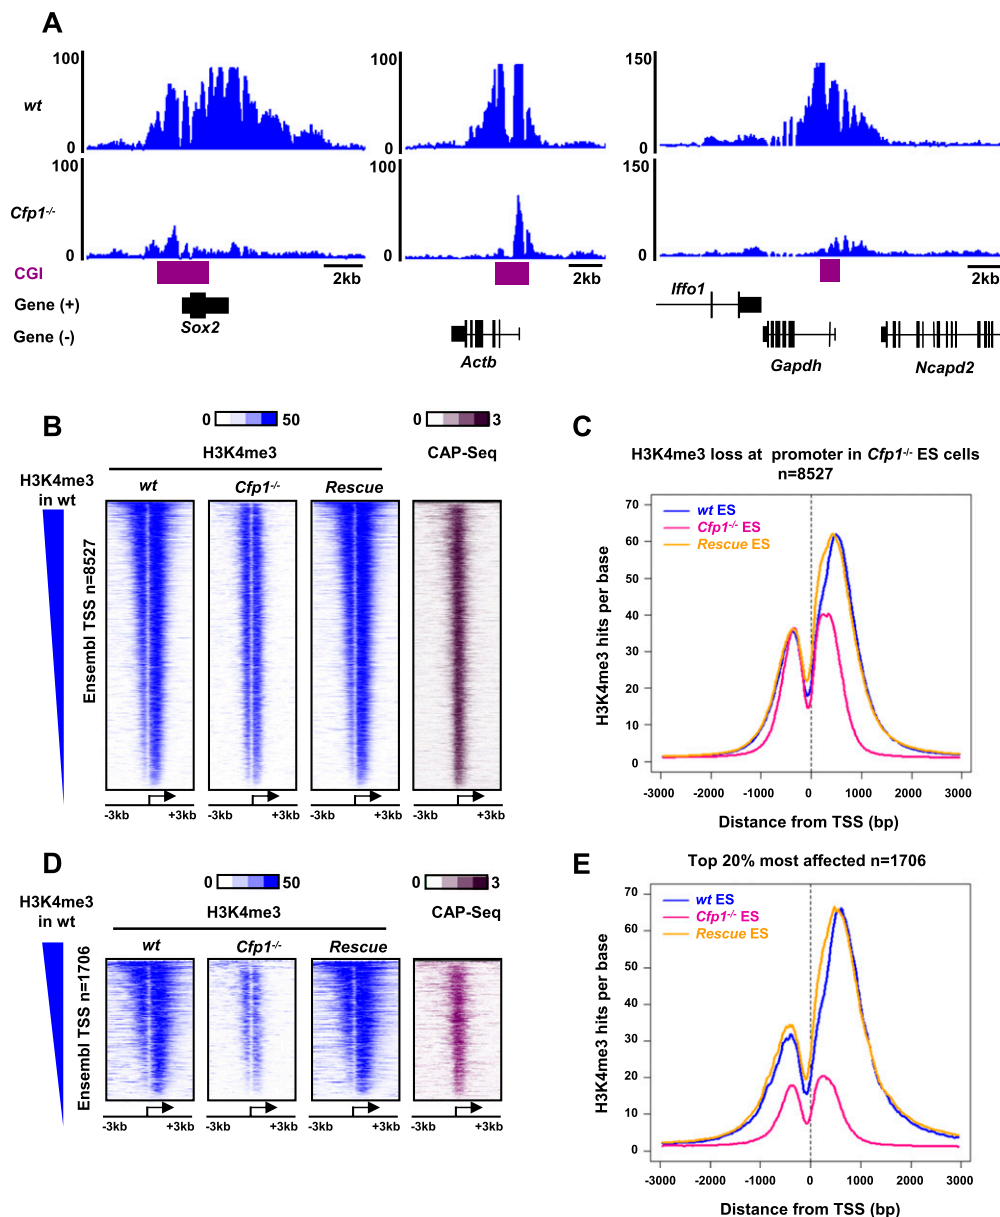 A
100
100
150
wt
0
0
0
100
100
150
Cfp1-/-
0
0
0
CGI
2kb
2kb
2kb
Gene (+)
Iffo1
Sox2
Gene (-)
Actb
Gapdh
Ncapd2
B
0 50
0 3
H3K4me3
CAP-Seq
H3K4me3
in wt
wt
Cfp1-/-
Rescue
Ensembl TSS n=8527
-3kb +3kb
-3kb +3kb
-3kb +3kb
-3kb +3kb
C
H3K4me3 loss at promoter in Cfp1-/- ES cells
n=8527
wt ES
Cfp1-/- ES
Rescue ES
H3K4me3 hits per base
70
60
50
40
30
20
10
0
-3000 -2000 -1000 0 1000 2000 3000
Distance from TSS (bp)
D
0 50
0 3
H3K4me3
CAP-Seq
H3K4me3
in wt
wt
Cfp1-/-
Rescue
Ensembl TSS n=1706
-3kb +3kb
-3kb +3kb
-3kb +3kb
-3kb +3kb
E
Top 20% most affected n=1706
wt ES
Cfp1-/- ES
Rescue ES
H3K4me3 hits per base
70
60
50
40
30
20
10
0
-3000 -2000 -1000 0 1000 2000 3000
Distance from TSS (bp)